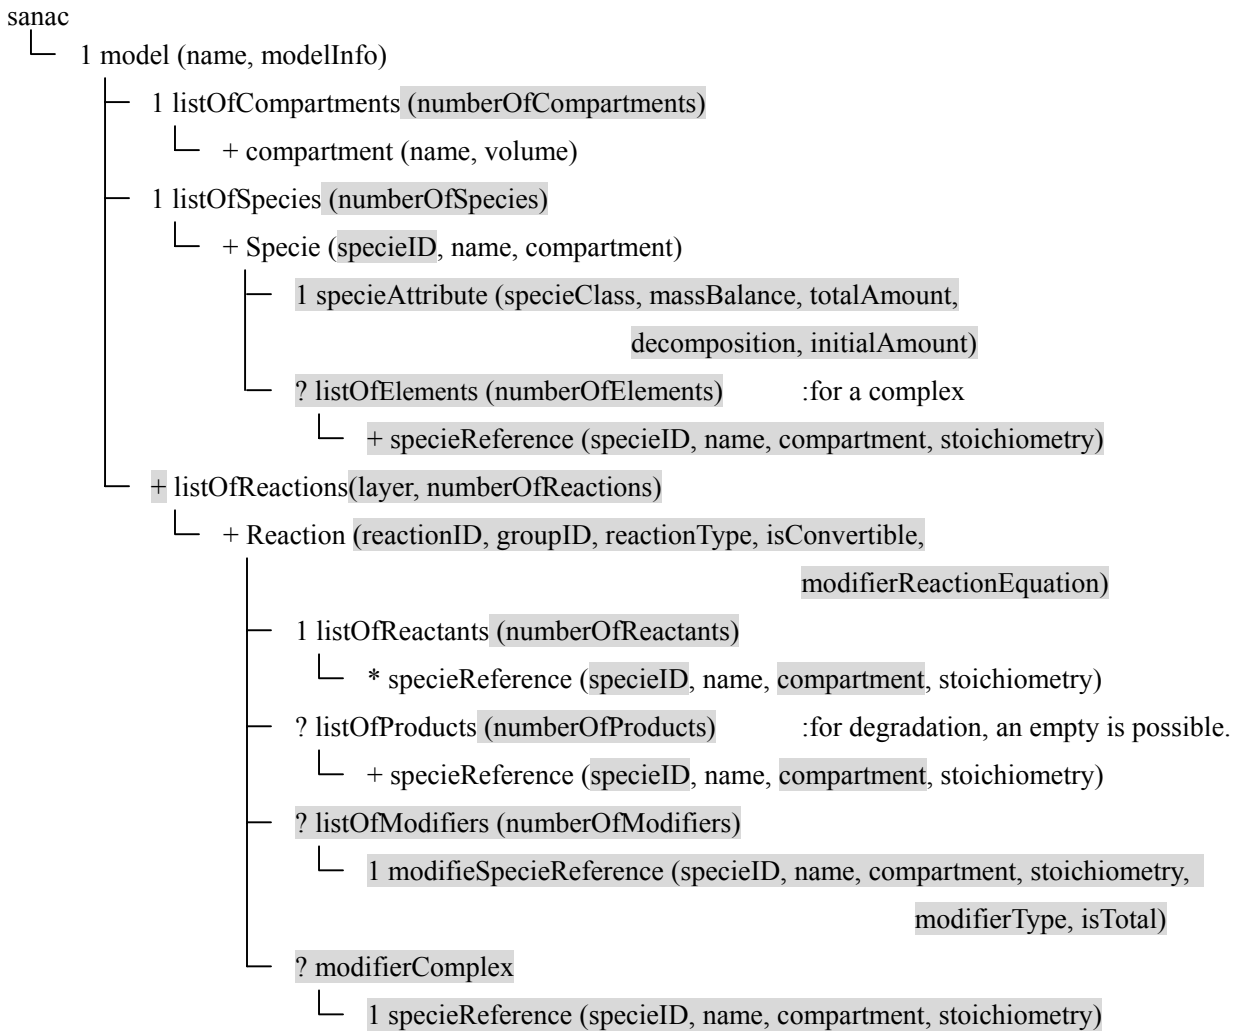 sanac
1 model (name, modelInfo)
1 listOfCompartments (numberOfCompartments)
+ compartment (name, volume)
1 listOfSpecies (numberOfSpecies)
+ Specie (specieID, name, compartment)
1 specieAttribute (specieClass, massBalance, totalAmount,
decomposition, initialAmount)
? listOfElements (numberOfElements) :for a complex
+ specieReference (specieID, name, compartment, stoichiometry)
+ listOfReactions(layer, numberOfReactions)
+ Reaction (reactionID, groupID, reactionType, isConvertible,
modifierReactionEquation)
1 listOfReactants (numberOfReactants)
* specieReference (specieID, name, compartment, stoichiometry)
? listOfProducts (numberOfProducts) :for degradation, an empty is possible.
+ specieReference (specieID, name, compartment, stoichiometry)
? listOfModifiers (numberOfModifiers)
1 modifieSpecieReference (specieID, name, compartment, stoichiometry,
modifierType, isTotal)
? modifierComplex
1 specieReference (specieID, name, compartment, stoichiometry)